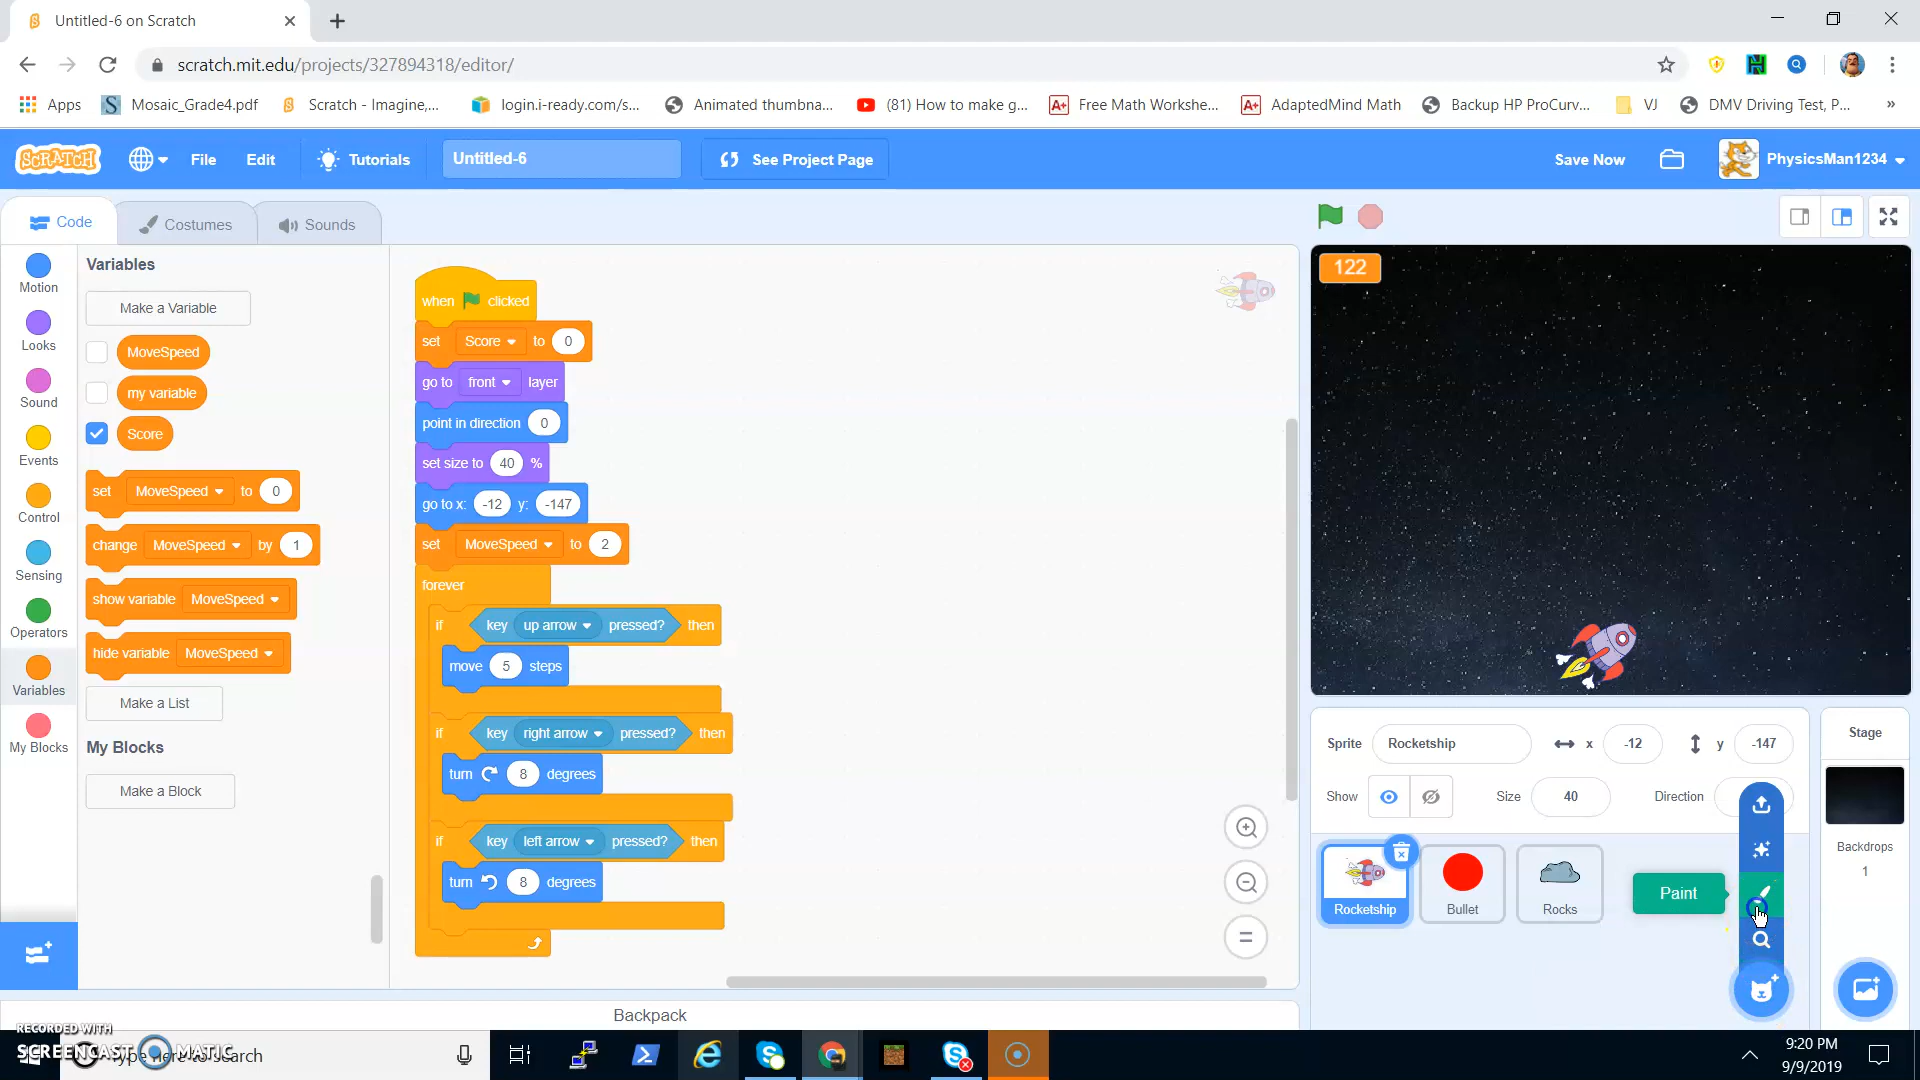 Untitled-6 on Scratch
scratch.mit.edu/projects/327894318/editor/
Apps Mosaic_Grade4.pdf Scratch - Imagine,... login.i-ready.com/s... Animated thumbna... (81) How to make g... Free Math Workshe... AdaptedMind Math Backup HP ProCurv... VJ DMV Driving Test, P... »
SCRATCH File Edit Tutorials Untitled-6 See Project Page Save Now PhysicsMan1234
Code Costumes Sounds
Motion
Looks
Sound
Events
Control
Sensing
Operators
Variables
My Blocks
Variables
Make a Variable
MoveSpeed
my variable
Score
set MoveSpeed to 0
change MoveSpeed by 1
show variable MoveSpeed
hide variable MoveSpeed
Make a List
My Blocks
Make a Block
when clicked
set Score to 0
go to front layer
point in direction 0
set size to 40 %
go to x: -12 y: -147
set MoveSpeed to 2
forever
if key up arrow pressed? then
move 5 steps
if key right arrow pressed? then
turn 8 degrees
if key left arrow pressed? then
turn 8 degrees
122
Sprite Rocketship x -12 y -147
Show Size 40 Direction
Rocketship Bullet Rocks
Paint
Stage
Backdrops
1
Backpack
RECORDED WITH
SCREENCAST MATIC
Type here to search
9:20 PM
9/9/2019